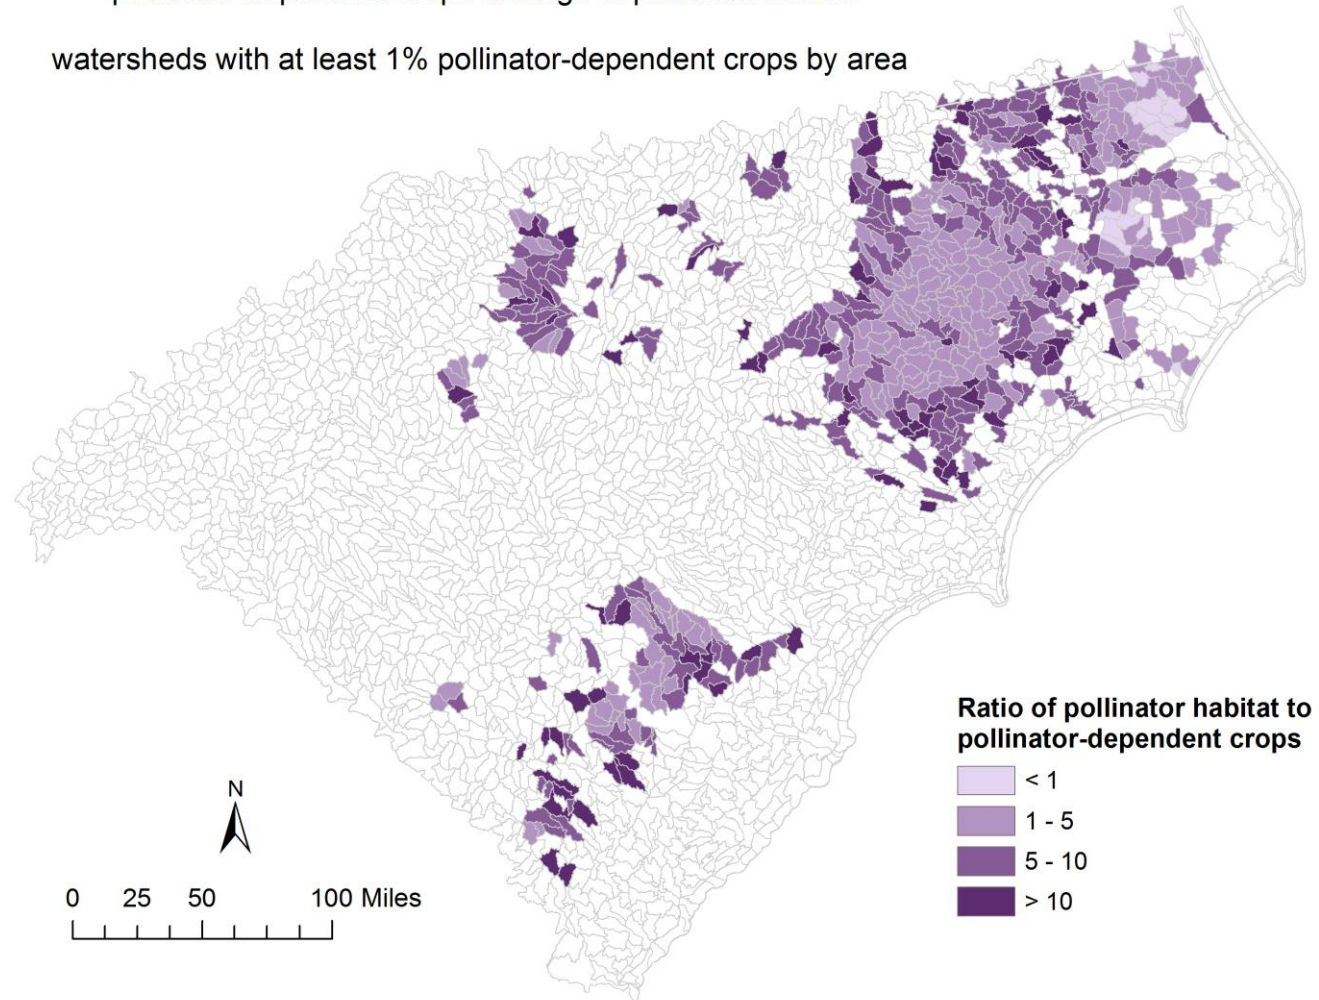 watersheds with at least 1% pollinator-dependent crops by area
Ratio of pollinator habitat to
pollinator-dependent crops
< 1
1 - 5
5 - 10
> 10
N
0 25 50 100 Miles